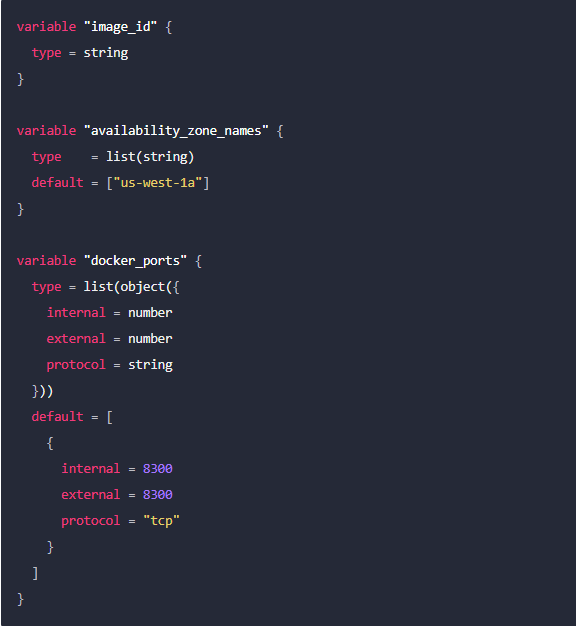 variable "image_id" {
  type = string
}

variable "availability_zone_names" {
  type    = list(string)
  default = ["us-west-1a"]
}

variable "docker_ports" {
  type = list(object({
    internal = number
    external = number
    protocol = string
  }))
  default = [
    {
      internal = 8300
      external = 8300
      protocol = "tcp"
    }
  ]
}